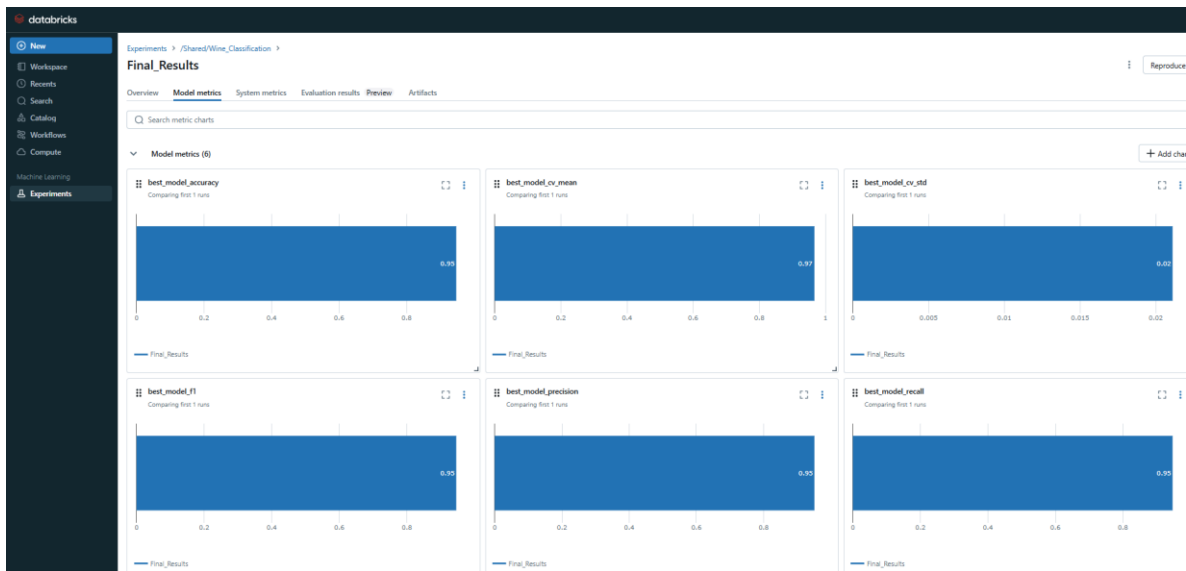 databricks
New
Workspace
Recents
Search
Catalog
Workflows
Compute
Machine Learning
Experiments
Experiments > /Shared/Wine_Classification >
Final_Results
Reproduce
Overview Model metrics System metrics Evaluation results Preview Artifacts
Search metric charts
Model metrics (6)
+ Add char
best_model_accuracy
Comparing first 1 runs
0.95
0 0.2 0.4 0.6 0.8
Final_Results
best_model_cv_mean
Comparing first 1 runs
0.97
0 0.2 0.4 0.6 0.8 1
Final_Results
best_model_cv_std
Comparing first 1 runs
0.02
0 0.005 0.01 0.015 0.02
Final_Results
best_model_f1
Comparing first 1 runs
0.95
0 0.2 0.4 0.6 0.8
Final_Results
best_model_precision
Comparing first 1 runs
0.95
0 0.2 0.4 0.6 0.8
Final_Results
best_model_recall
Comparing first 1 runs
0.95
0 0.2 0.4 0.6 0.8
Final_Results